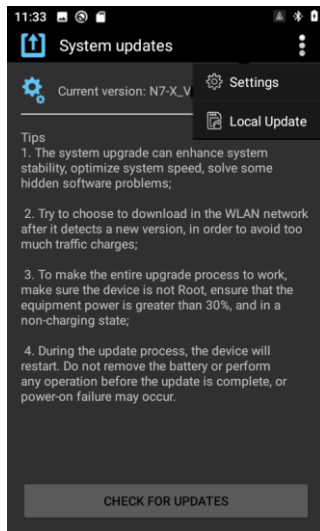 11:33
System updates
Settings
Current version: N7-X_V
Local Update
Tips
1. The system upgrade can enhance system
stability, optimize system speed, solve some
hidden software problems;
2. Try to choose to download in the WLAN network
after it detects a new version, in order to avoid too
much traffic charges;
3. To make the entire upgrade process to work,
make sure the device is not Root, ensure that the
equipment power is greater than 30%, and in a
non-charging state;
4. During the update process, the device will
restart. Do not remove the battery or perform
any operation before the update is complete, or
power-on failure may occur.
CHECK FOR UPDATES